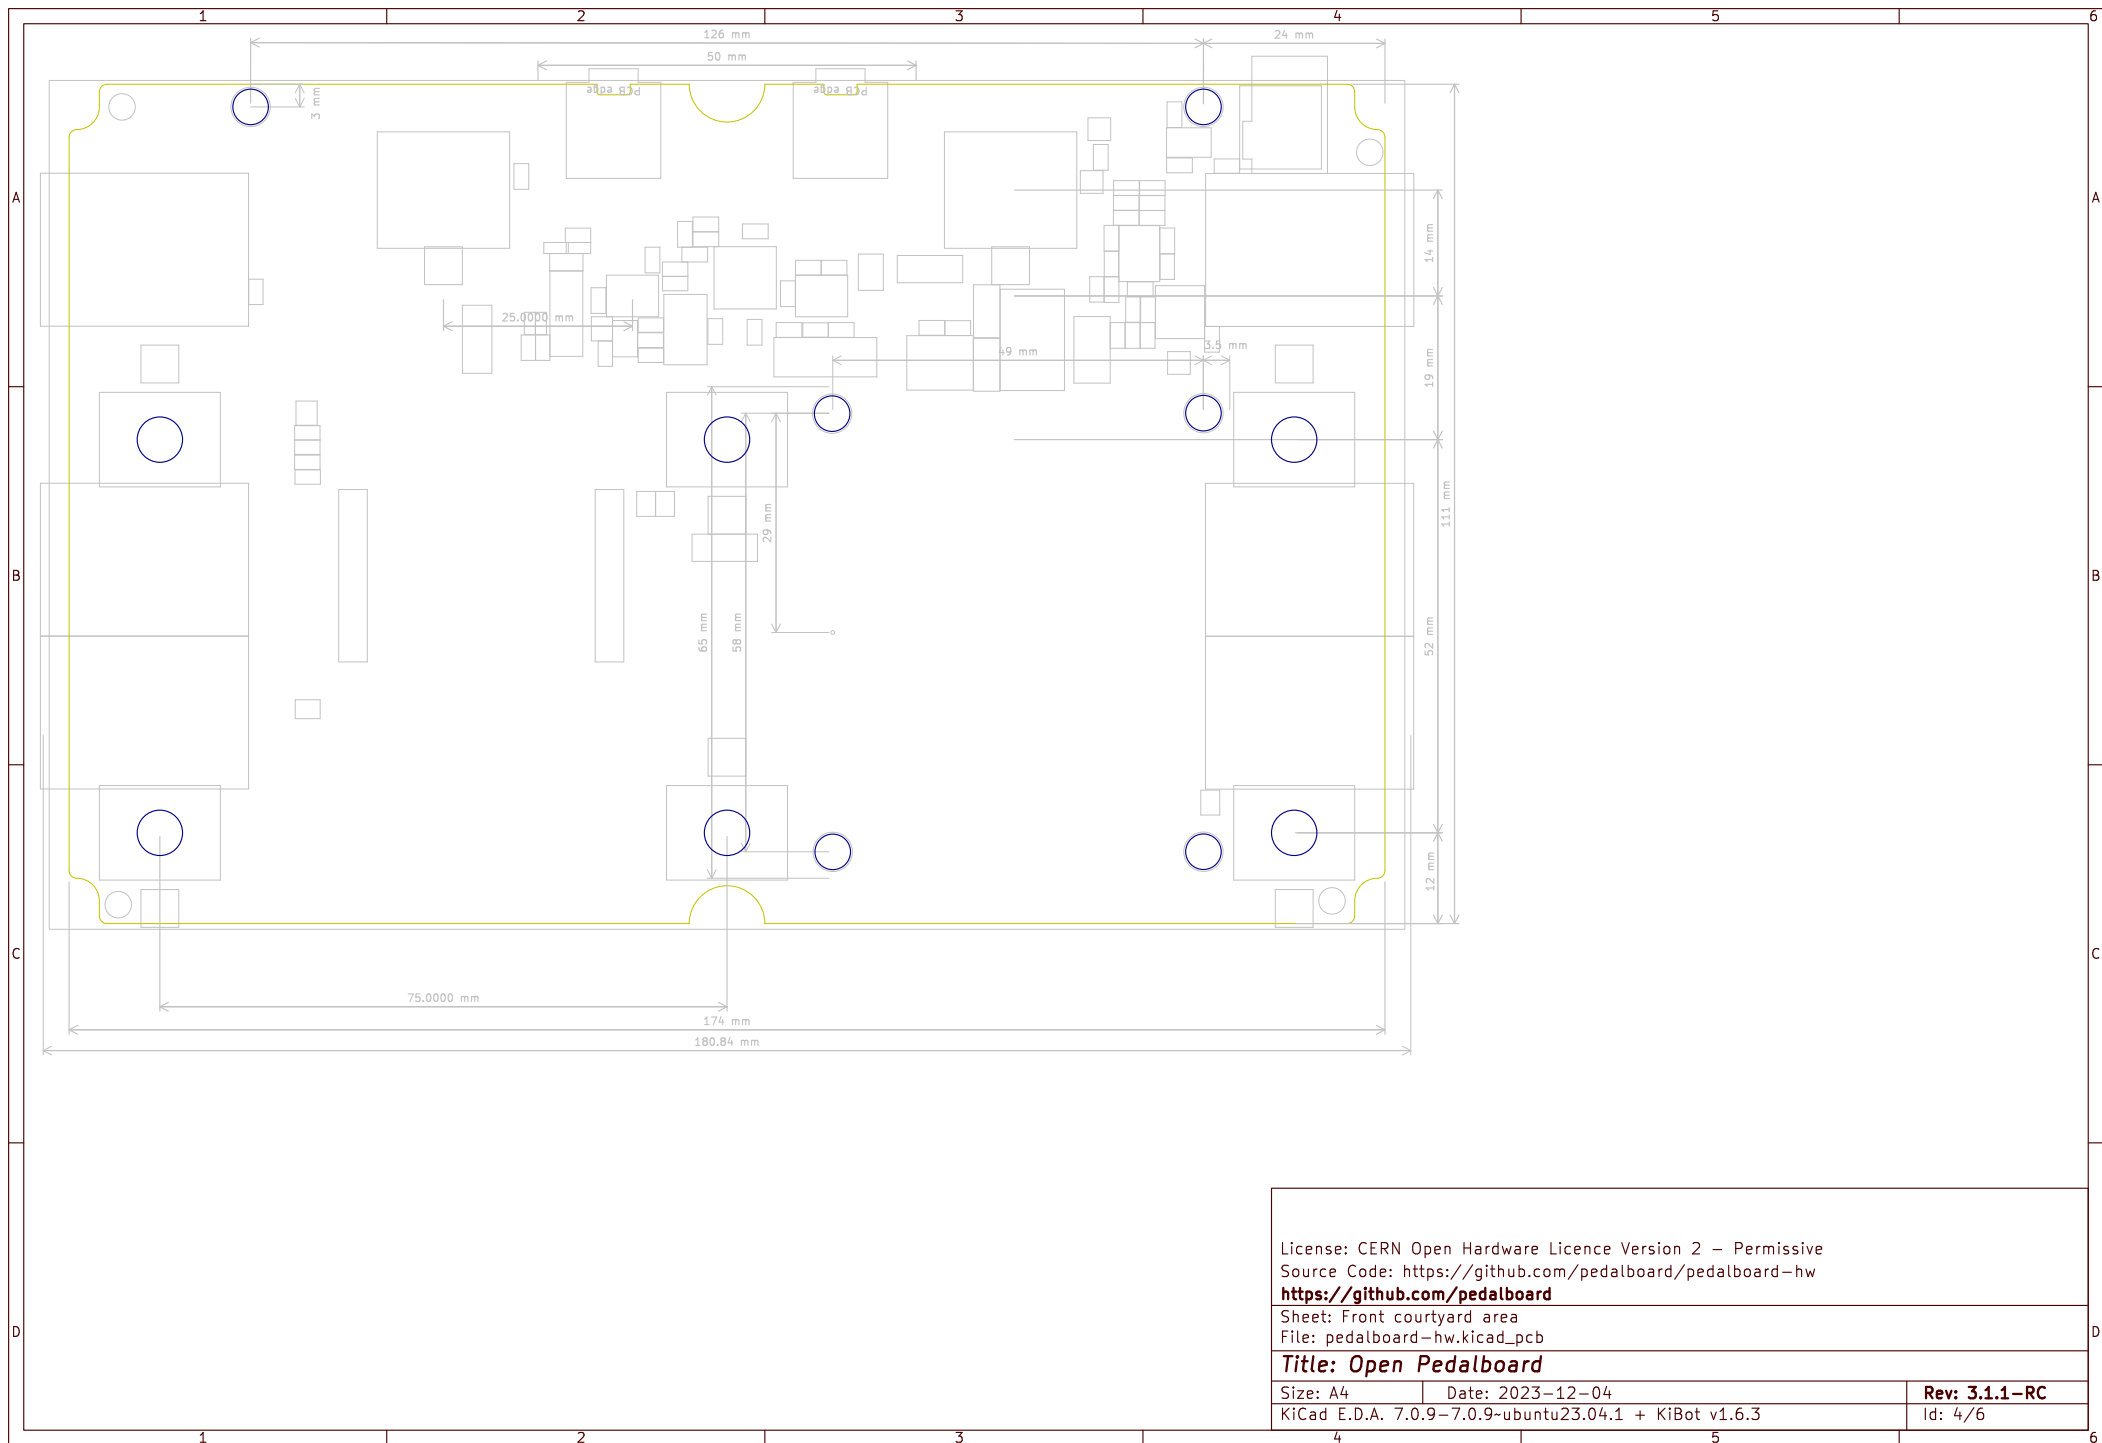 1 2 3 4 5 6
126 mm
24 mm
50 mm
3 mm
PCB edge
PCB edge
A
A
14 mm
25.0000 mm
49 mm
3.5 mm
19 mm
111 mm
29 mm
B
B
65 mm
58 mm
52 mm
12 mm
C
C
75.0000 mm
174 mm
180.84 mm
License: CERN Open Hardware Licence Version 2 - Permissive
Source Code: https://github.com/pedalboard/pedalboard-hw
https://github.com/pedalboard
Sheet: Front courtyard area
D
D
File: pedalboard-hw.kicad_pcb
Title: Open Pedalboard
Size: A4 Date: 2023-12-04 Rev: 3.1.1-RC
KiCad E.D.A. 7.0.9-7.0.9~ubuntu23.04.1 + KiBot v1.6.3 Id: 4/6
1 2 3 4 5 6